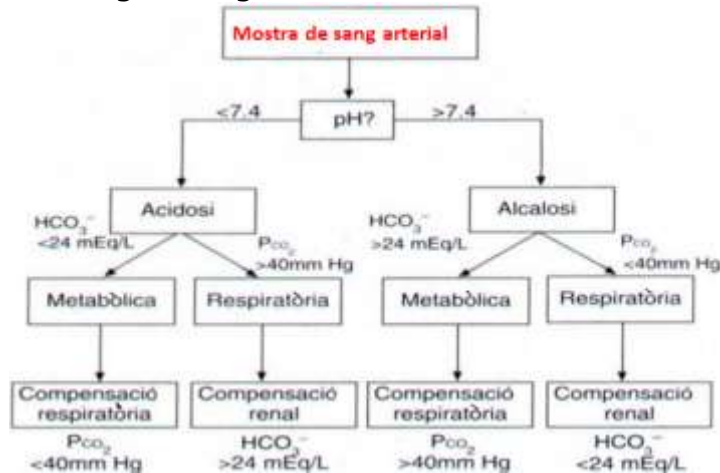 Mostra de sang arterial
<7.4
pH?
>7.4
Acidosi
Alcalosi
HCO₃⁻
<24 mEq/L
Pco₂
>40mm Hg
HCO₃⁻
>24 mEq/L
Pco₂
<40mm Hg
Metabòlica
Respiratòria
Metabòlica
Respiratòria
Compensació
respiratòria
Compensació
renal
Compensació
respiratòria
Compensació
renal
Pco₂
<40mm Hg
HCO₃⁻
>24 mEq/L
Pco₂
>40mm Hg
HCO₃⁻
<24 mEq/L